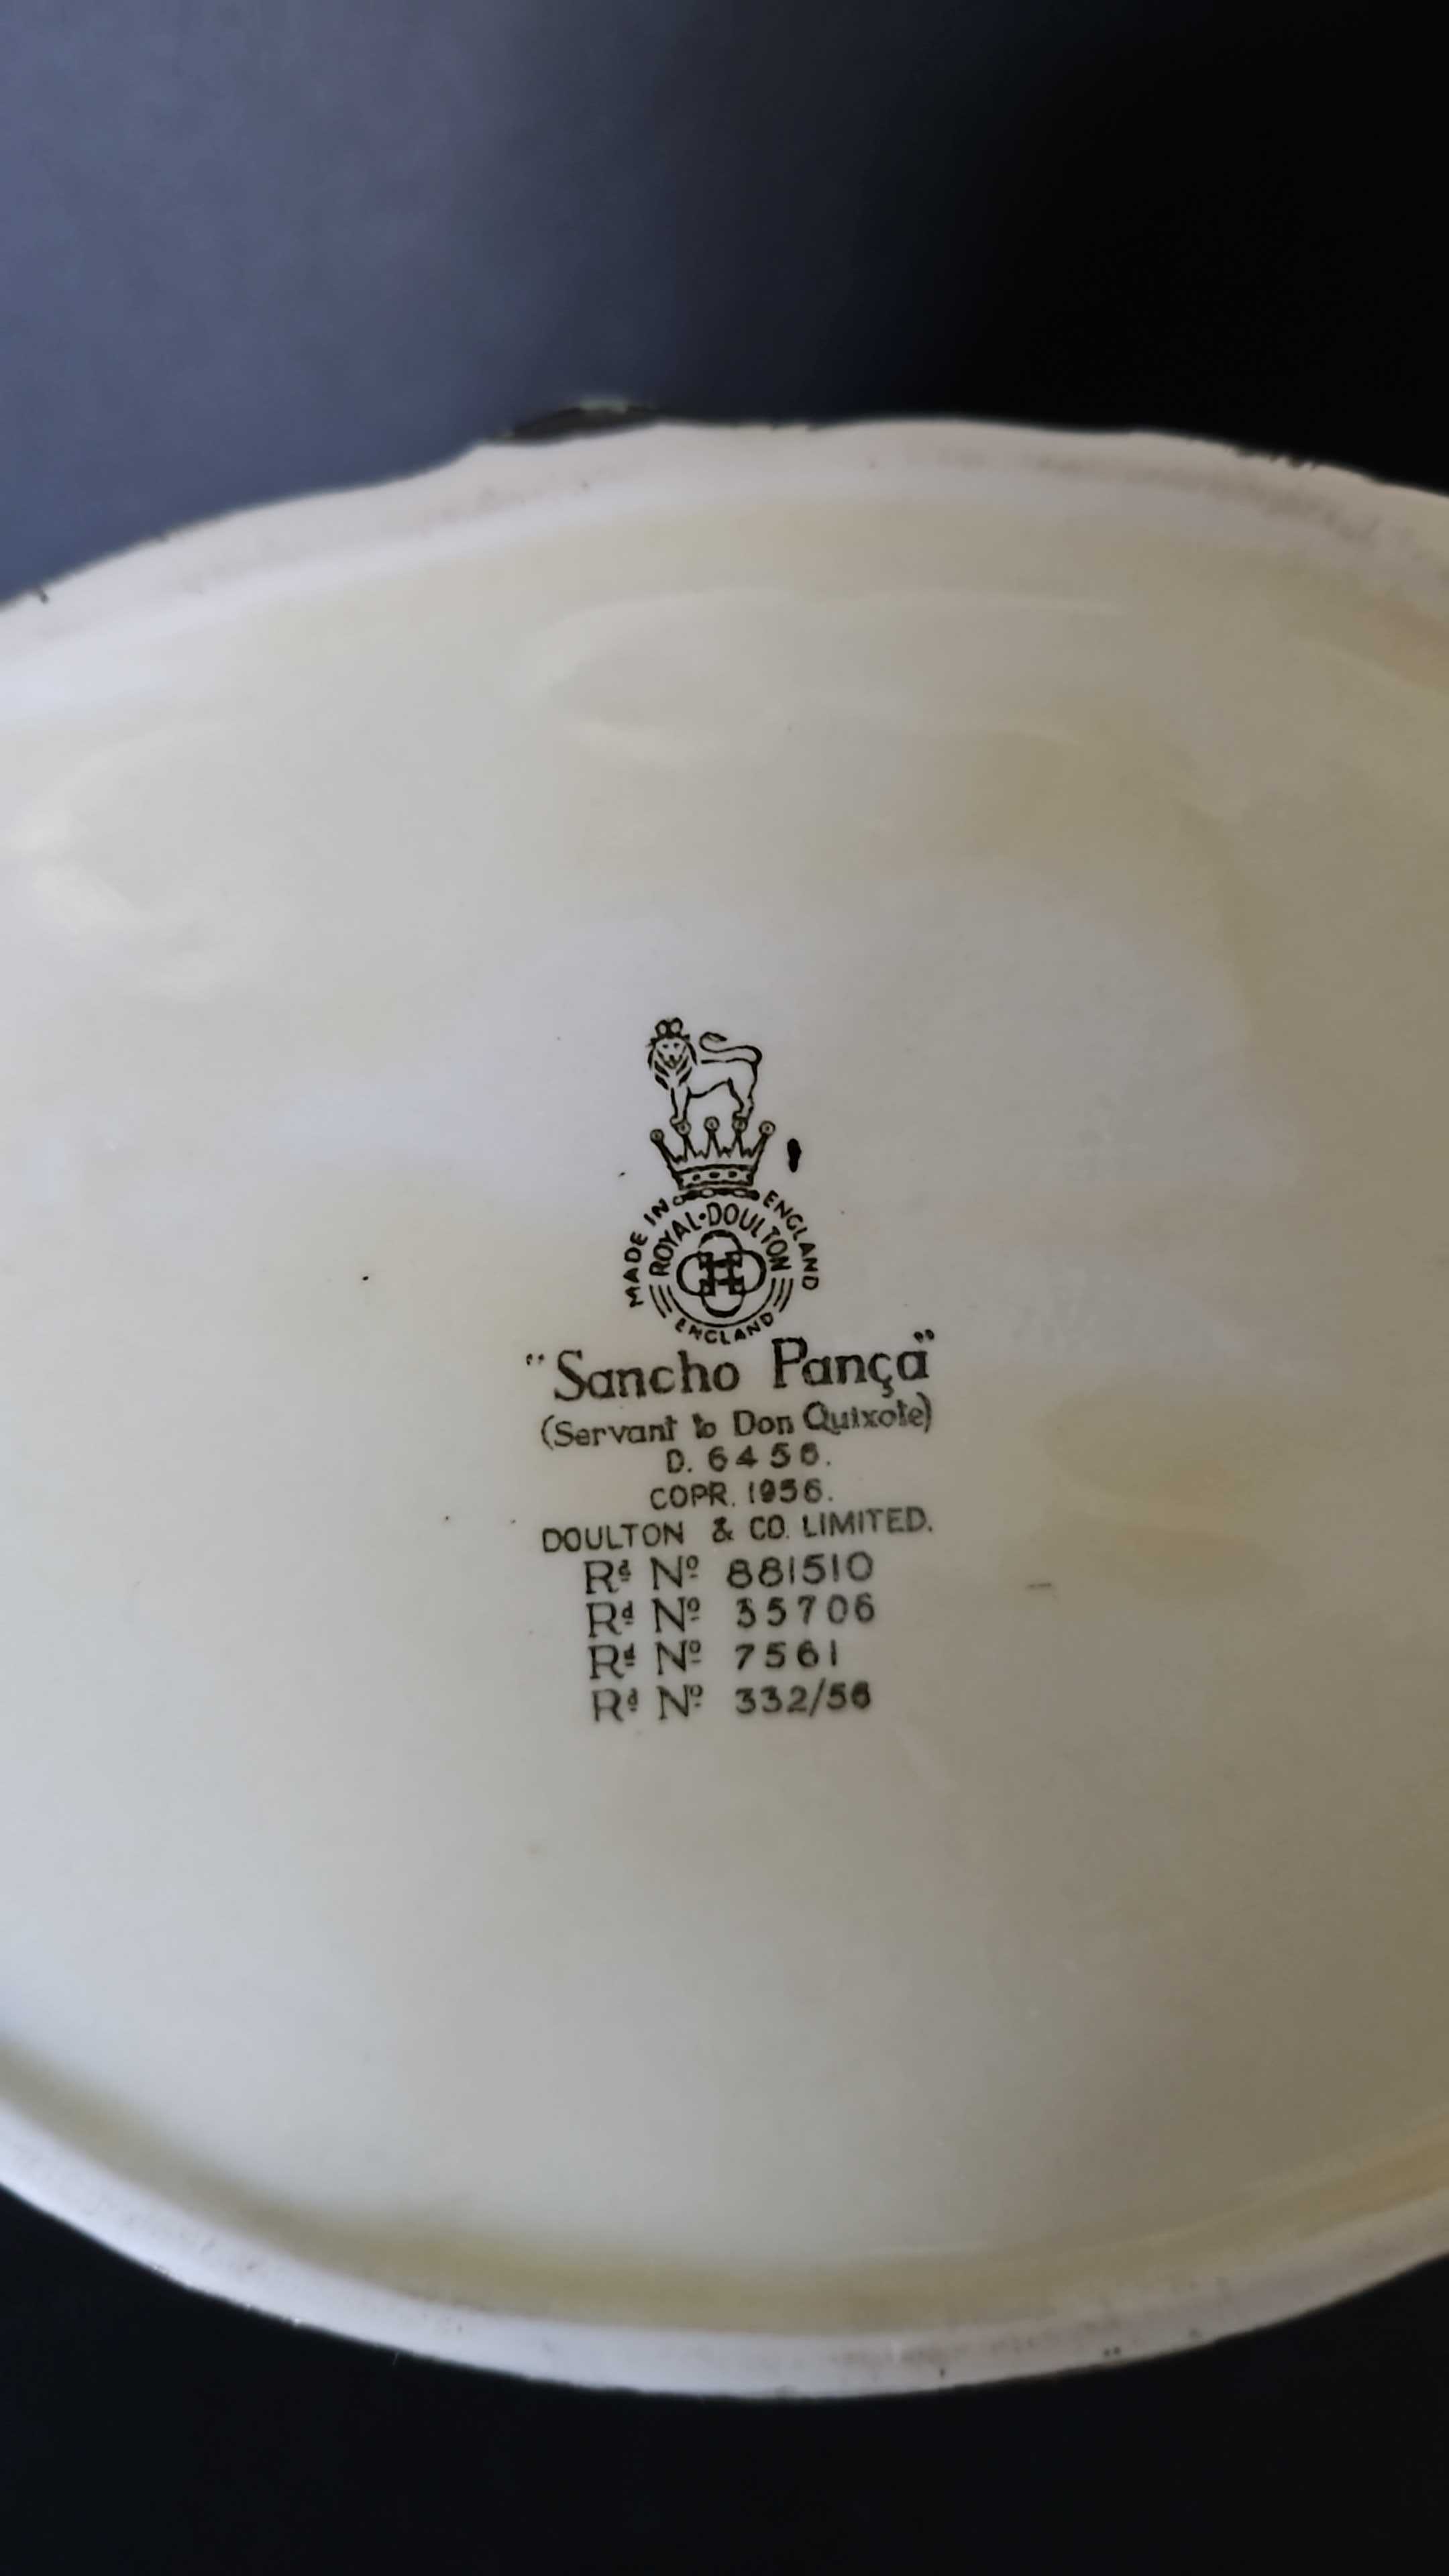 MADE IN ENGLAND
ROYAL·DOULTON
ENGLAND
"Sancho Pança"
(Servant to Don Quixote)
D. 6456.
COPR. 1956.
DOULTON & CO. LIMITED.
Rd No 881510
Rd No 35706
Rd No 7561
Rd No 332/56